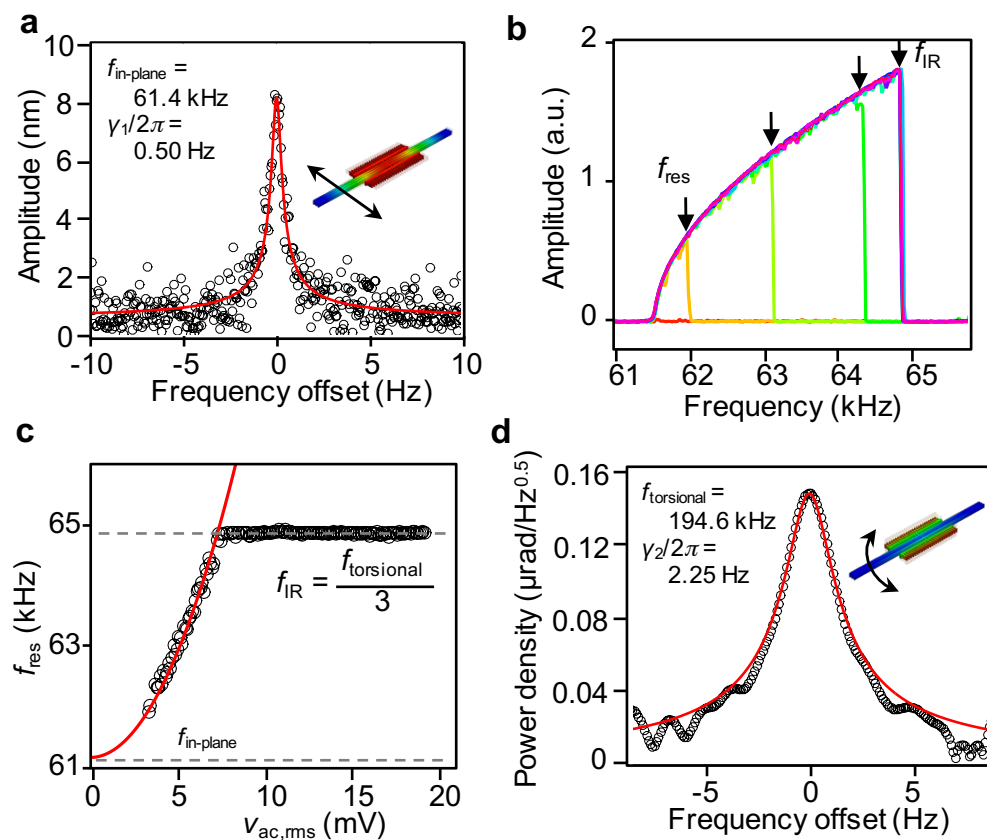 a
f_in-plane =
61.4 kHz
γ₁/2π =
0.50 Hz
Amplitude (nm)
8
6
4
2
0
-10
-5
0
5
10
Frequency offset (Hz)
b
2
1
0
Amplitude (a.u.)
f_res
f_IR
61
62
63
64
65
Frequency (kHz)
c
65
63
61
f_res (kHz)
f_IR = f_torsional / 3
f_in-plane
0
5
10
15
20
v_ac,rms (mV)
d
0.16
0.12
0.08
0.04
0
Power density (µrad/Hz^0.5)
f_torsional =
194.6 kHz
γ₂/2π =
2.25 Hz
-5
0
5
Frequency offset (Hz)